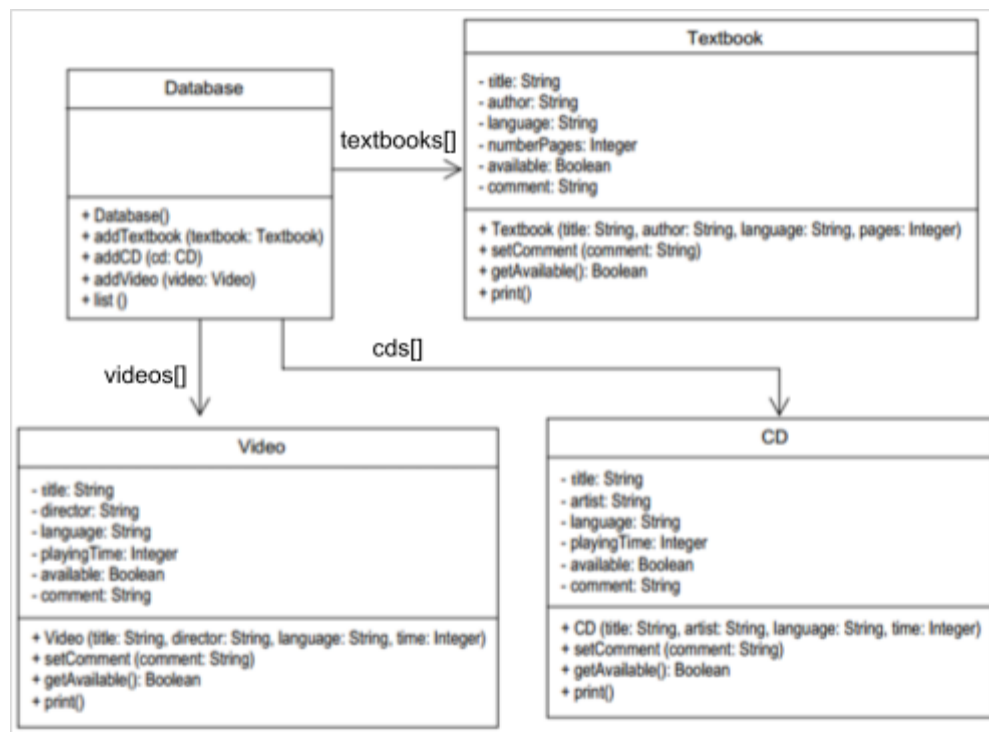 Database
+ Database()
+ addTextbook (textbook: Textbook)
+ addCD (cd: CD)
+ addVideo (video: Video)
+ list ()
textbooks[]
Textbook
- title: String
- author: String
- language: String
- numberPages: Integer
- available: Boolean
- comment: String
+ Textbook (title: String, author: String, language: String, pages: Integer)
+ setComment (comment: String)
+ getAvailable(): Boolean
+ print()
videos[]
cds[]
Video
- title: String
- director: String
- language: String
- playingTime: Integer
- available: Boolean
- comment: String
+ Video (title: String, director: String, language: String, time: Integer)
+ setComment (comment: String)
+ getAvailable(): Boolean
+ print()
CD
- title: String
- artist: String
- language: String
- playingTime: Integer
- available: Boolean
- comment: String
+ CD (title: String, artist: String, language: String, time: Integer)
+ setComment (comment: String)
+ getAvailable(): Boolean
+ print()